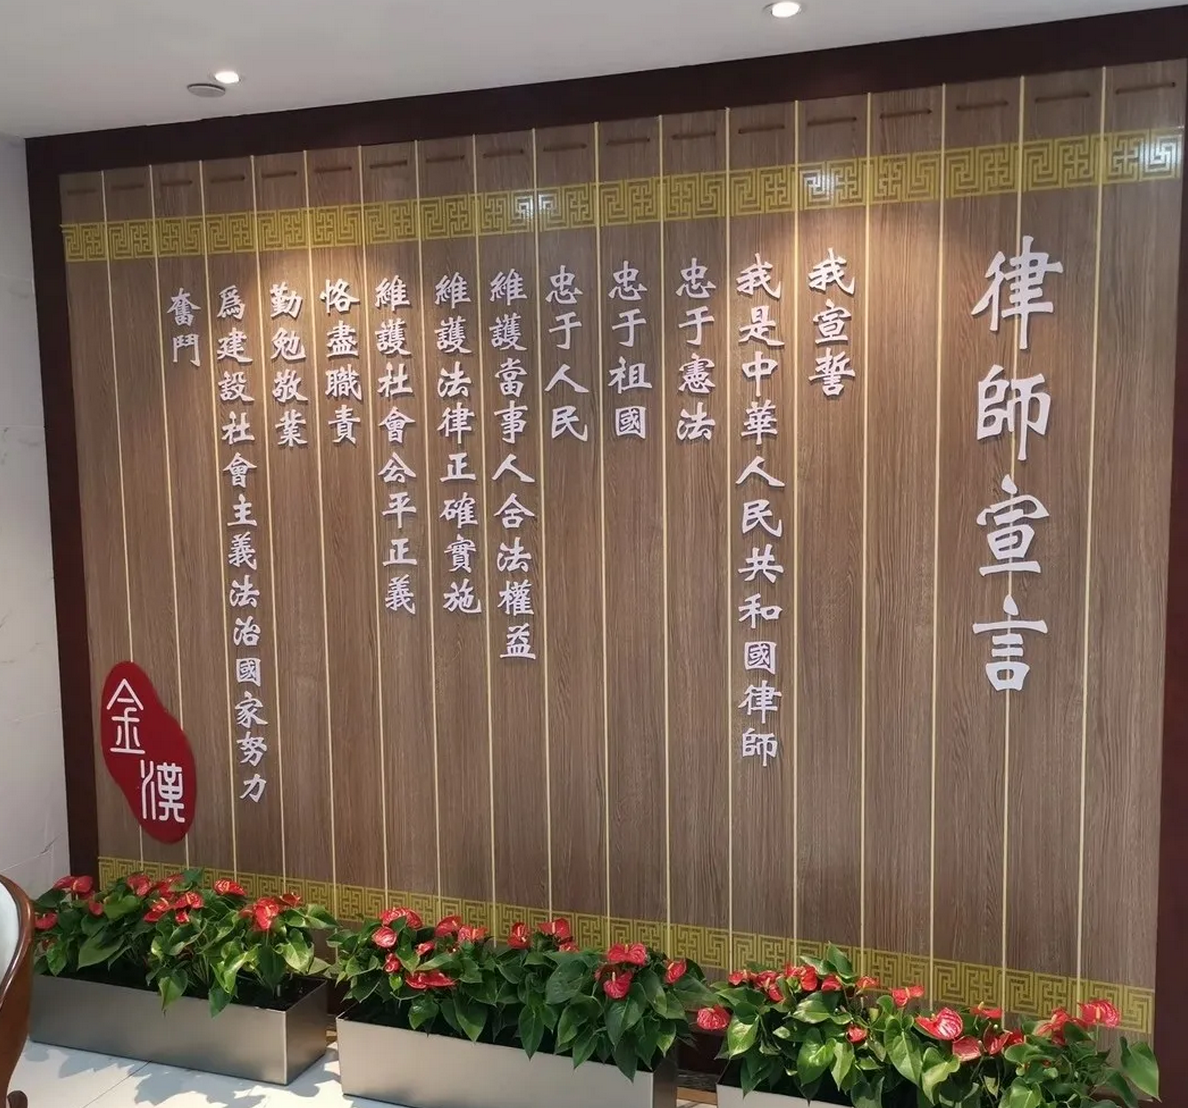 律師宣言
我宣誓
我是中華人民共和國律師
忠于憲法
忠于祖國
忠于人民
維護當事人合法權益
維護法律正確實施
維護社會公平正義
恪盡職責
勤勉敬業
爲建設社會主義法治國家努力
奮鬥
金漢